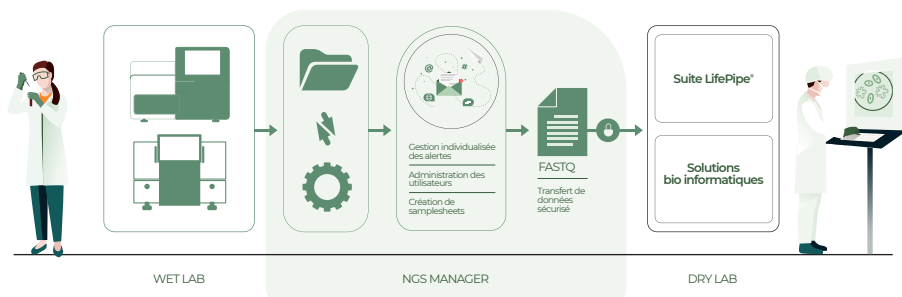 Suite LifePipe®
Solutions
bio informatiques
Gestion individualisée
des alertes
Administration des
utilisateurs
Création de
samplesheets
FASTQ
Transfert de
données
sécurisé
WET LAB
NGS MANAGER
DRY LAB